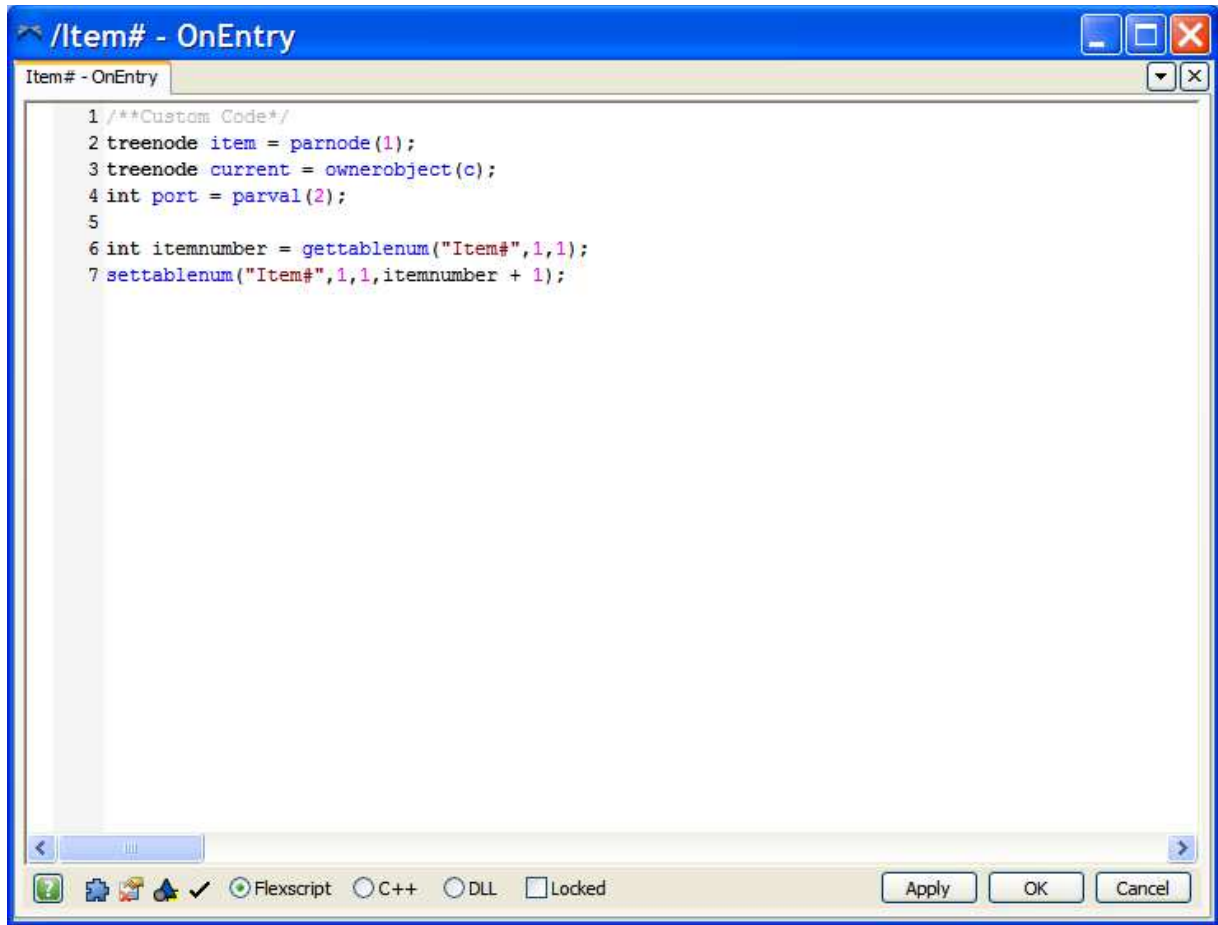 /Item# - OnEntry
Item# - OnEntry
1 /**Custom Code*/
2 treenode item = parnode(1);
3 treenode current = ownerobject(c);
4 int port = parval(2);
5
6 int itemnumber = gettablenum("Item#",1,1);
7 settablenum("Item#",1,1,itemnumber + 1);
Flexscript C++ DLL Locked Apply OK Cancel